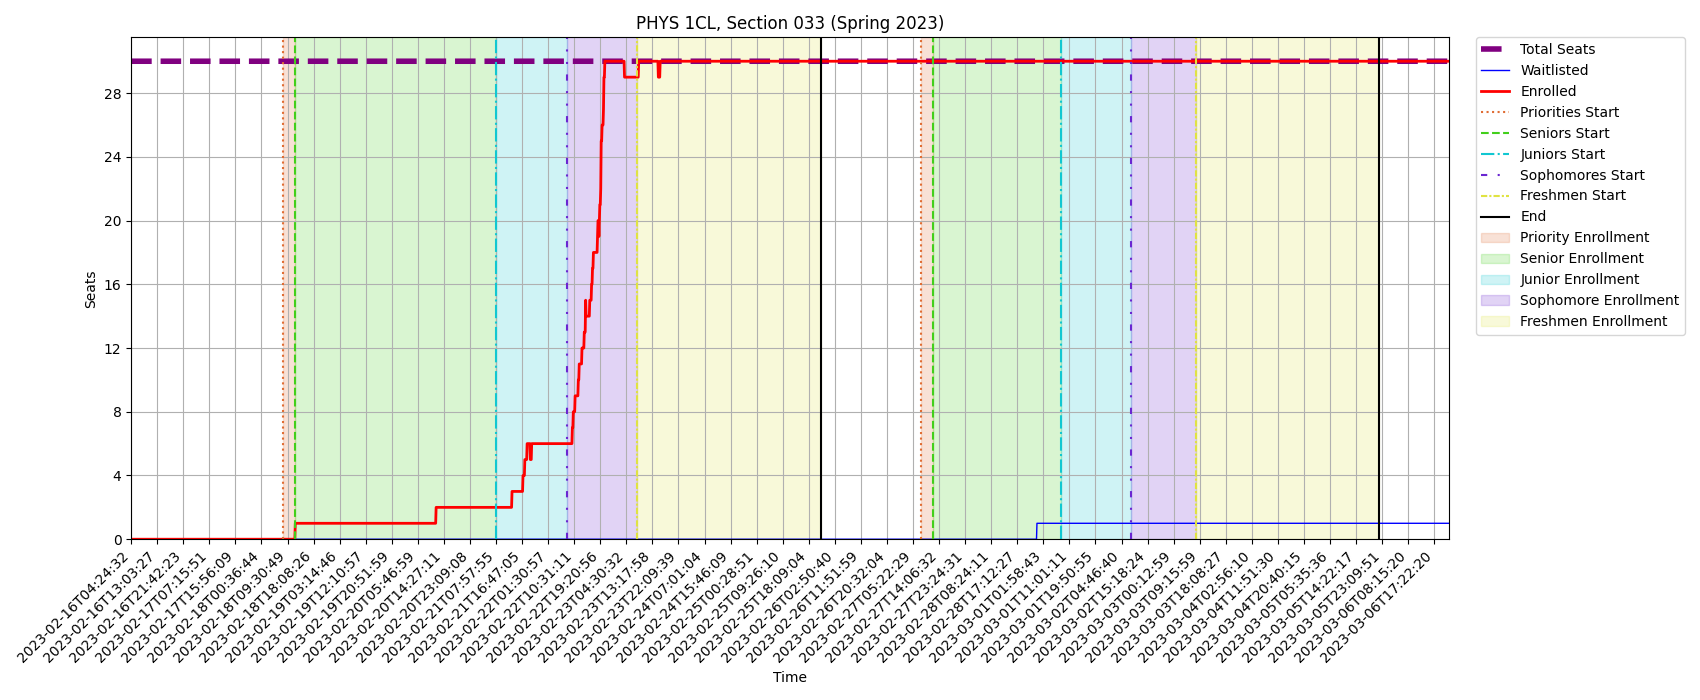 PHYS 1CL, Section 033 (Spring 2023)
Total Seats
Waitlisted
Enrolled
Priorities Start
Seniors Start
Juniors Start
Sophomores Start
Freshmen Start
End
Priority Enrollment
Senior Enrollment
Junior Enrollment
Sophomore Enrollment
Freshmen Enrollment
Seats
28
24
20
16
12
8
4
0
2023-02-16T04:24:32
2023-02-16T13:03:27
2023-02-16T21:42:23
2023-02-17T07:15:51
2023-02-17T15:56:09
2023-02-18T00:36:44
2023-02-18T09:30:49
2023-02-18T18:08:26
2023-02-19T03:14:46
2023-02-19T12:10:57
2023-02-19T20:51:59
2023-02-20T05:46:59
2023-02-20T14:27:11
2023-02-20T23:09:08
2023-02-21T07:57:55
2023-02-21T16:47:05
2023-02-22T01:30:57
2023-02-22T10:31:11
2023-02-22T19:20:56
2023-02-23T04:30:32
2023-02-23T13:17:58
2023-02-23T22:09:39
2023-02-24T07:01:04
2023-02-24T15:46:09
2023-02-25T00:28:51
2023-02-25T09:26:10
2023-02-25T18:09:04
2023-02-26T02:50:40
2023-02-26T11:51:59
2023-02-26T20:32:04
2023-02-27T05:22:29
2023-02-27T14:06:32
2023-02-27T23:24:31
2023-02-28T08:24:11
2023-02-28T17:12:27
2023-03-01T01:58:43
2023-03-01T11:01:11
2023-03-01T19:50:55
2023-03-02T04:46:40
2023-03-02T15:18:24
2023-03-03T00:12:59
2023-03-03T09:15:59
2023-03-03T18:08:27
2023-03-04T02:56:10
2023-03-04T11:51:30
2023-03-04T20:40:15
2023-03-05T05:35:36
2023-03-05T14:22:17
2023-03-05T23:09:51
2023-03-06T08:15:20
2023-03-06T17:22:20
Time